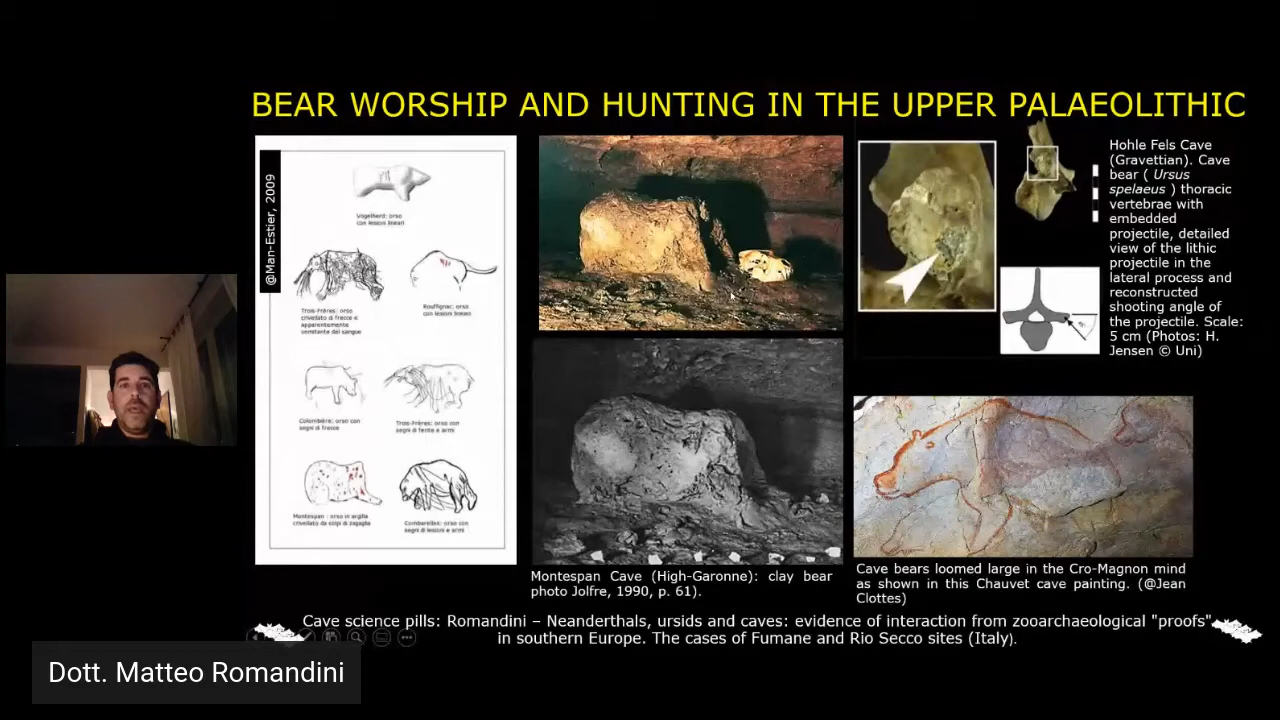 BEAR WORSHIP AND HUNTING IN THE UPPER PALAEOLITHIC
@Man-Estier, 2009
Vogelherd: orso
con lesioni lineari
Trois-Frères: orso
crivellato di frecce e
apparentemente
vomitante del sangue
Rouffignac: orso
con lesioni lineari
Colombière: orso con
segni di frecce
Trois-Frères: orso con
segni di ferite e armi
Montespan : orso in argilla
crivellato da colpi di zagaglia
Combarelles: orso con
segni di lesioni e armi
Montespan Cave (High-Garonne): clay bear
photo Jolfre, 1990, p. 61).
Hohle Fels Cave
(Gravettian). Cave
bear ( Ursus
spelaeus ) thoracic
vertebrae with
embedded
projectile, detailed
view of the lithic
projectile in the
lateral process and
reconstructed
shooting angle of
the projectile. Scale:
5 cm (Photos: H.
Jensen © Uni)
Cave bears loomed large in the Cro-Magnon mind
as shown in this Chauvet cave painting. (@Jean
Clottes)
Cave science pills: Romandini – Neanderthals, ursids and caves: evidence of interaction from zooarchaeological "proofs"
in southern Europe. The cases of Fumane and Rio Secco sites (Italy).
Dott. Matteo Romandini